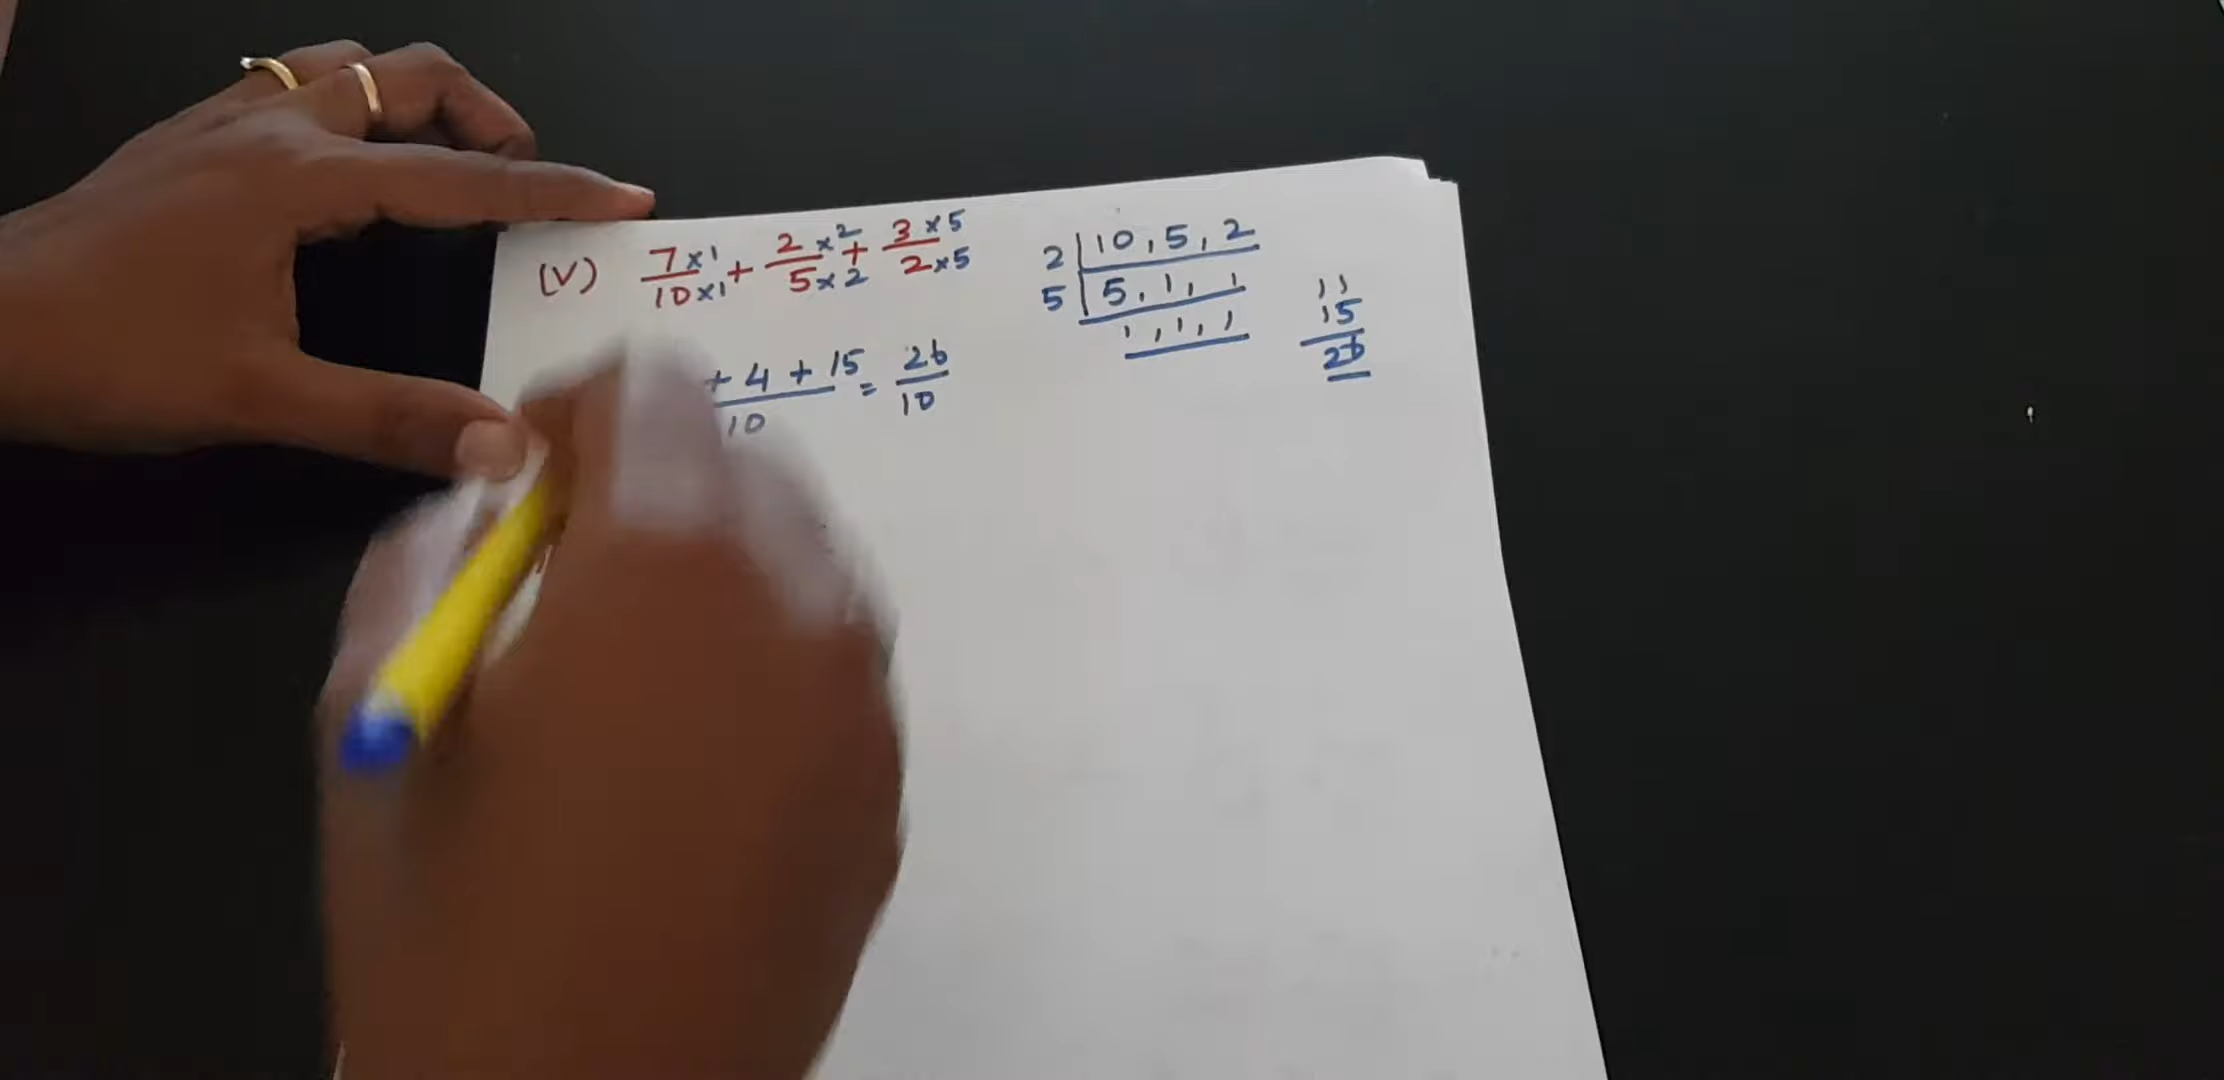 (V) 7×1/10×1 + 2×2/5×2 + 3×5/2×5
+ 4 + 15/10 = 26/10
2 | 10, 5, 2
5 | 5, 1, 1
1, 1, 1
11
15
26